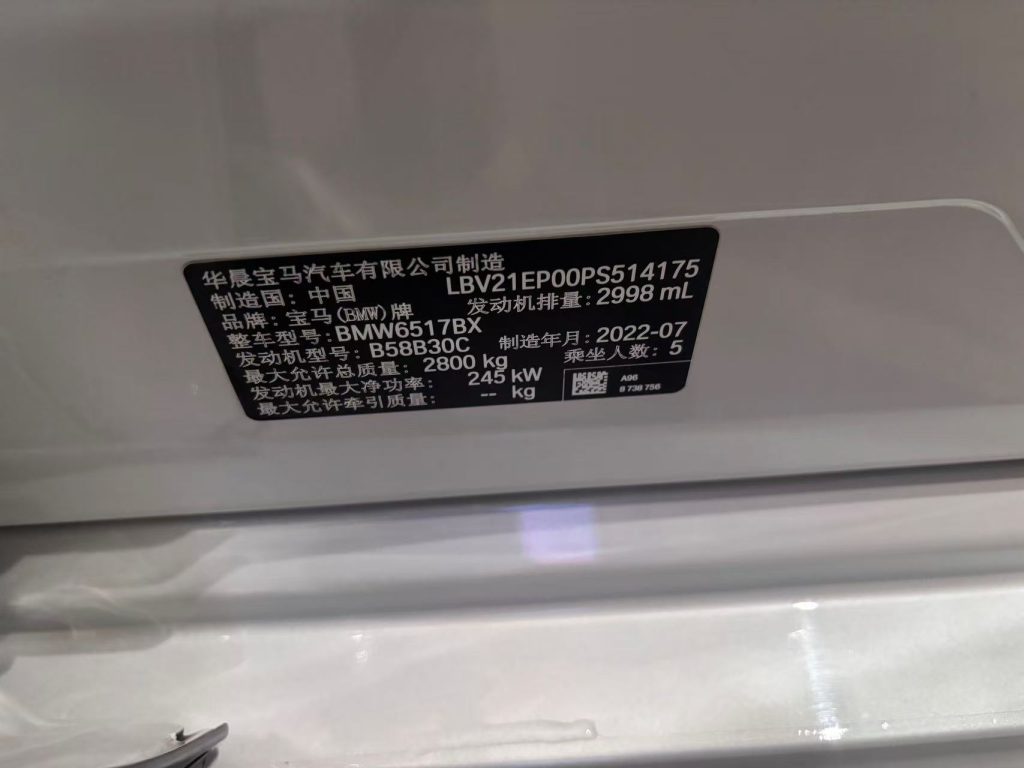 华晨宝马汽车有限公司制造
制造国：中国 LBV21EP00PS514175
品牌：宝马(BMW)牌 发动机排量：2998 mL
整车型号：BMW6517BX
发动机型号：B58B30C 制造年月：2022-07
最大允许总质量：2800 kg 乘坐人数：5
发动机最大净功率：245 kW
最大允许牵引质量：-- kg
A96
9 738 756